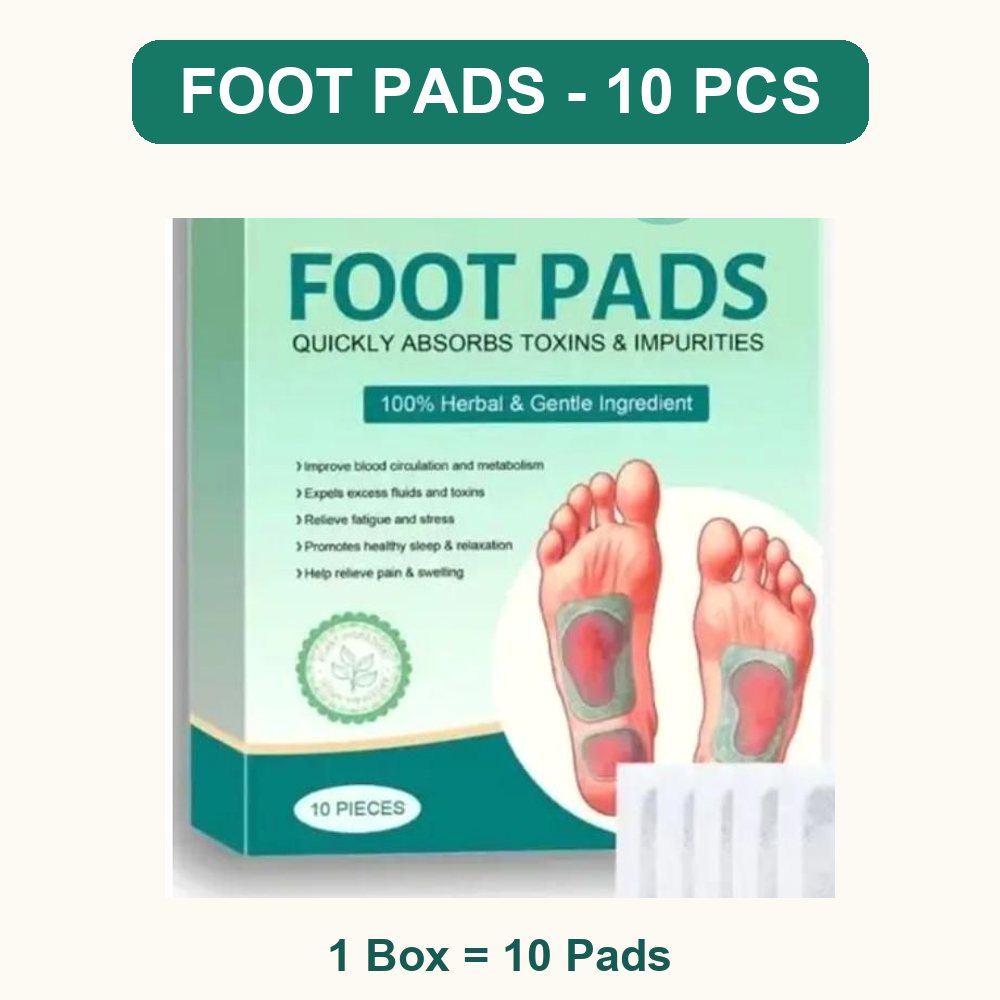 FOOT PADS - 10 PCS
FOOT PADS
QUICKLY ABSORBS TOXINS & IMPURITIES
100% Herbal & Gentle Ingredient
›Improve blood circulation and metabolism
›Expels excess fluids and toxins
›Relieve fatigue and stress
›Promotes healthy sleep & relaxation
›Help relieve pain & swelling
10 PIECES
1 Box = 10 Pads